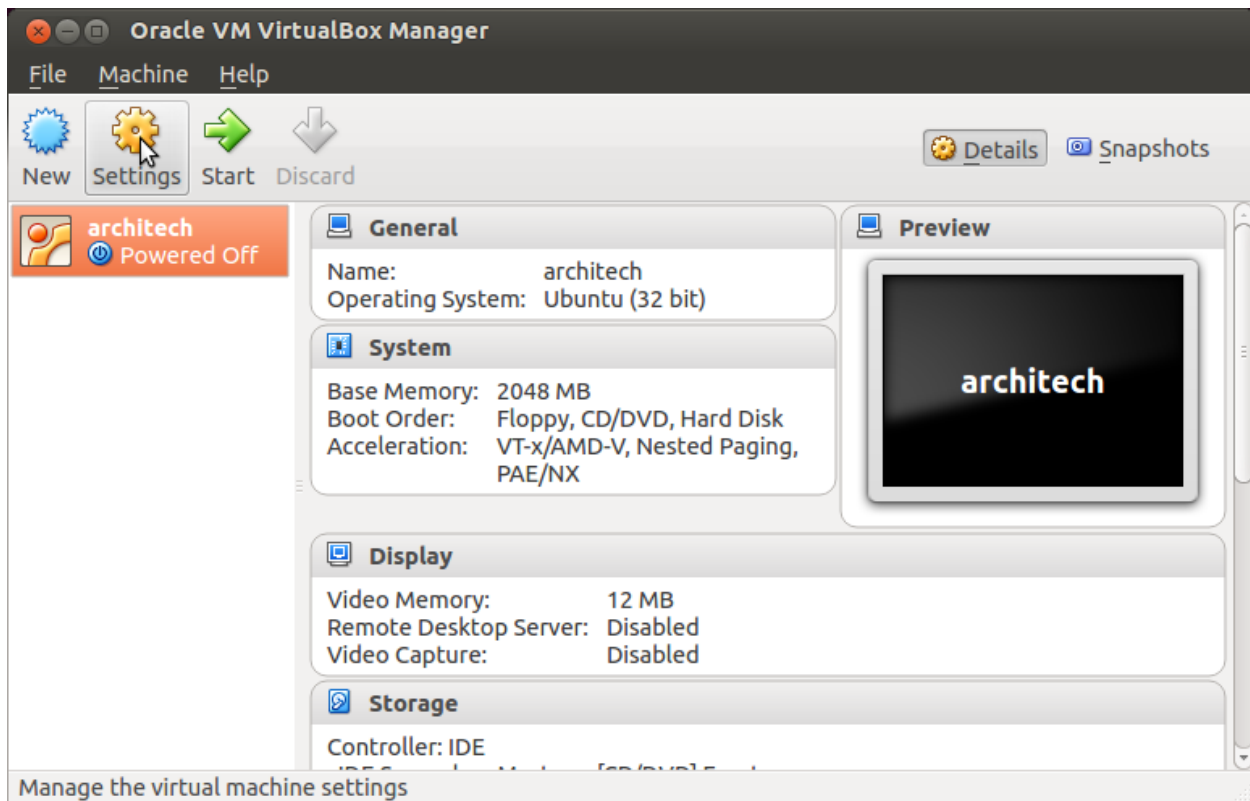 Oracle VM VirtualBox Manager
File Machine Help
New Settings Start Discard
Details Snapshots
architech
Powered Off
General
Name: architech
Operating System: Ubuntu (32 bit)
System
Base Memory: 2048 MB
Boot Order: Floppy, CD/DVD, Hard Disk
Acceleration: VT-x/AMD-V, Nested Paging,
PAE/NX
Preview
architech
Display
Video Memory: 12 MB
Remote Desktop Server: Disabled
Video Capture: Disabled
Storage
Controller: IDE
Manage the virtual machine settings